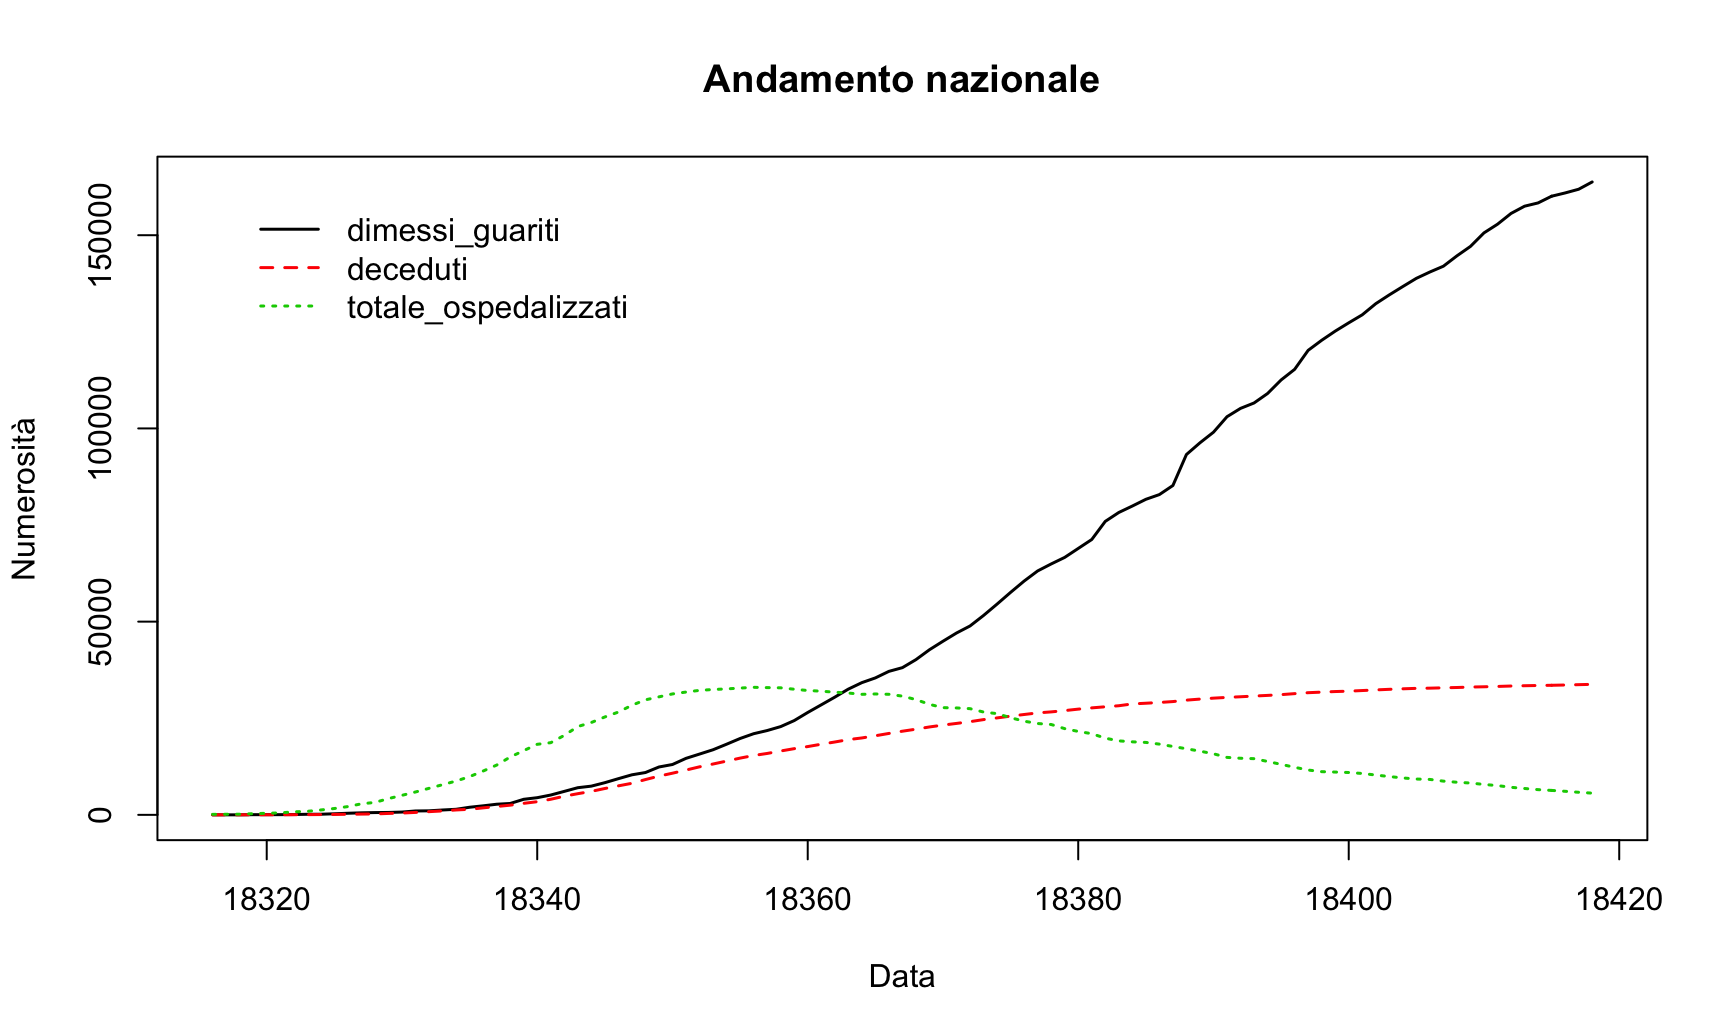 Andamento nazionale
dimessi_guariti
deceduti
totale_ospedalizzati
Numerosità
150000
100000
50000
0
18320 18340 18360 18380 18400 18420
Data